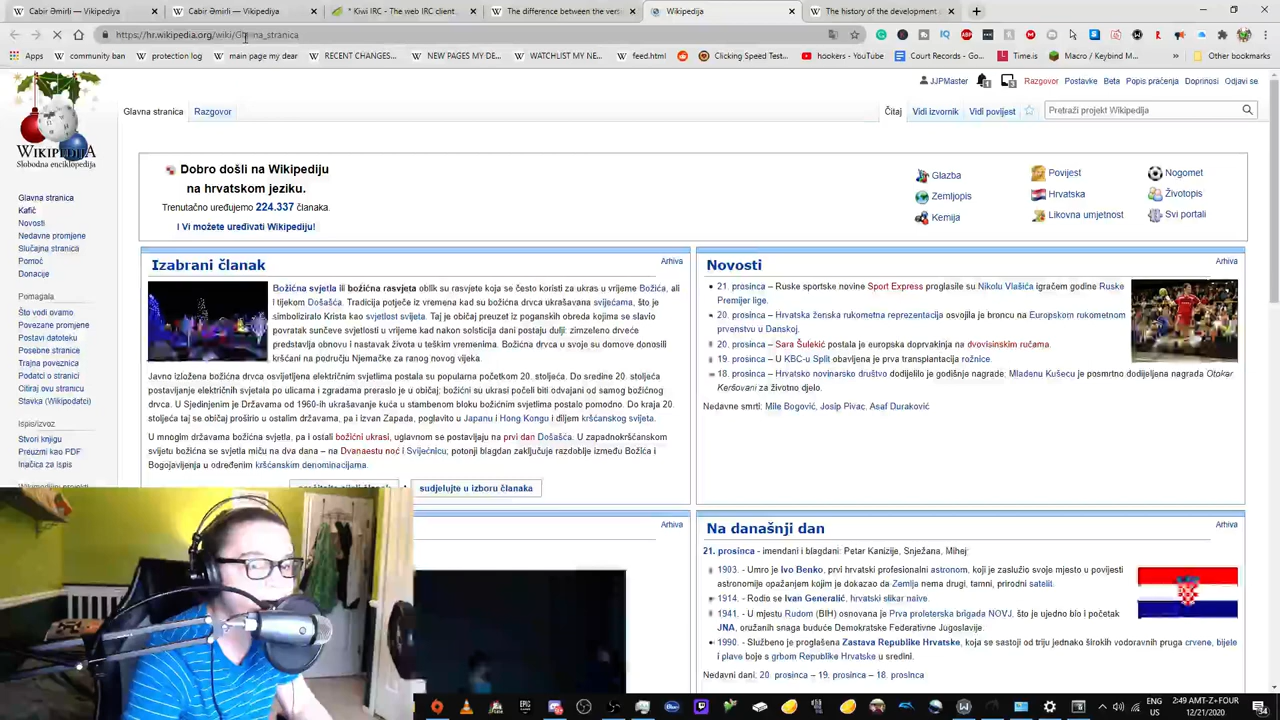 Cabir Əmirli – Wikipedia
Cabir Əmirli – Wikipedia
* Kiwi IRC - The web IRC client
The difference between the vers
Wikipedija
The history of the development
https://hr.wikipedia.org/wiki/Glavna_stranica
Apps
community ban
protection log
main page my deal
RECENT CHANGES...
NEW PAGES MY DE...
WATCHLIST MY NE...
feed.html
Clicking Speed Test...
hookers - YouTube
Court Records - Go...
Time.is
Macro / Keybind M...
Other bookmarks
JJPMaster
Razgovor
Postavke
Beta
Popis praćenja
Doprinosi
Odjavi se
Glavna stranica
Razgovor
Čitaj
Vidi izvornik
Vidi povijest
Pretraži projekt Wikipedija
WIKIPEDIJA
Slobodna enciklopedija
Glavna stranica
Kafić
Novosti
Nedavne promjene
Slučajna stranica
Pomoć
Donacije
Pomagala
Što vodi ovamo
Povezane promjene
Postavi datoteku
Posebne stranice
Trajna poveznica
Podatci o stranici
Citiraj ovu stranicu
Stavka (Wikipodatci)
Ispis/izvoz
Stvori knjigu
Preuzmi kao PDF
Inačica za ispis
Wikimedijini projekti
Dobro došli na Wikipediju
na hrvatskom jeziku.
Trenutačno uređujemo 224.337 članaka.
I Vi možete uređivati Wikipediju!
Glazba
Zemljopis
Kemija
Povijest
Hrvatska
Likovna umjetnost
Nogomet
Životopis
Svi portali
Izabrani članak
Arhiva
Božićna svjetla ili božićna rasvjeta oblik su rasvjete koja se često koristi za ukras u vrijeme Božića, ali
i tijekom Došašća. Tradicija potječe iz vremena kad su božićna drvca ukrašavana svijećama, što je
simboliziralo Krista kao svjetlost svijeta. Taj je običaj preuzet iz poganskih obreda kojima se slavio
povratak sunčeve svjetlosti u vrijeme kad nakon solsticija dani postaju dulji: zimzeleno drveće
predstavlja obnovu i nastavak života u teškim vremenima. Božićna drvca u svoje su domove donosili
kršćani na području Njemačke za ranog novog vijeka.
Javno izložena božićna drvca osvijetljena električnim svjetlima postala su popularna početkom 20. stoljeća. Do sredine 20. stoljeća
postavljanje električnih svjetala po ulicama i zgradama preraslo je u običaj; božićni su ukrasi počeli biti odvajani od samog božićnog
drvca. U Sjedinjenim je Državama od 1960-ih ukrašavanje kuća u stambenom bloku božićnim svjetlima postalo pomodno. Do kraja 20.
stoljeća taj se običaj proširio u ostalim državama, pa i izvan Zapada, poglavito u Japanu i Hong Kongu i diljem kršćanskog svijeta.
U mnogim državama božićna svjetla, pa i ostali božićni ukrasi, uglavnom se postavljaju na prvi dan Došašća. U zapadnokršćanskom
svijetu božićna se svjetla miču na dva dana – na Dvanaestu noć i Svijećnicu; potonji blagdan zaključuje razdoblje između Božića i
Bogojavljenja u određenim kršćanskim denominacijama.
sudjelujte u izboru članaka
Novosti
Arhiva
21. prosinca – Ruske sportske novine Sport Express proglasile su Nikolu Vlašića igračem godine Ruske
Premijer lige.
20. prosinca – Hrvatska ženska rukometna reprezentacija osvojila je broncu na Europskom rukometnom
prvenstvu u Danskoj.
20. prosinca – Sara Šulekić postala je europska doprvakinja na dvovisinskim ručama.
19. prosinca – U KBC-u Split obavljena je prva transplantacija rožnice.
18. prosinca – Hrvatsko novinarsko društvo dodijelilo je godišnje nagrade; Mladenu Kušecu je posmrtno dodijeljena nagrada Otokar
Keršovani za životno djelo.
Nedavne smrti: Mile Bogović, Josip Pivac, Asaf Duraković
Arhiva
Na današnji dan
Arhiva
21. prosinca - imendani i blagdani: Petar Kanizije, Snježana, Mihej
1903. - Umro je Ivo Benko, prvi hrvatski profesionalni astronom, koji je zaslužio svoje mjesto u povijesti
astronomije opažanjem kojim je dokazao da Zemlja nema drugi, tamni, prirodni satelit.
1914. - Rodio se Ivan Generalić, hrvatski slikar naive.
1941. - U mjestu Rudom (BIH) osnovana je Prva proleterska brigada NOVJ, što je ujedno bio i početak
JNA, oružanih snaga buduće Demokratske Federativne Jugoslavije.
1990. - Službeno je proglašena Zastava Republike Hrvatske, koja se sastoji od triju jednako širokih vodoravnih pruga crvene, bijele
i plave boje s grbom Republike Hrvatske u sredini.
Nedavni dani: 20. prosinca – 19. prosinca – 18. prosinca
ENG
US
2:49 AMT-Z+FOUR
12/21/2020